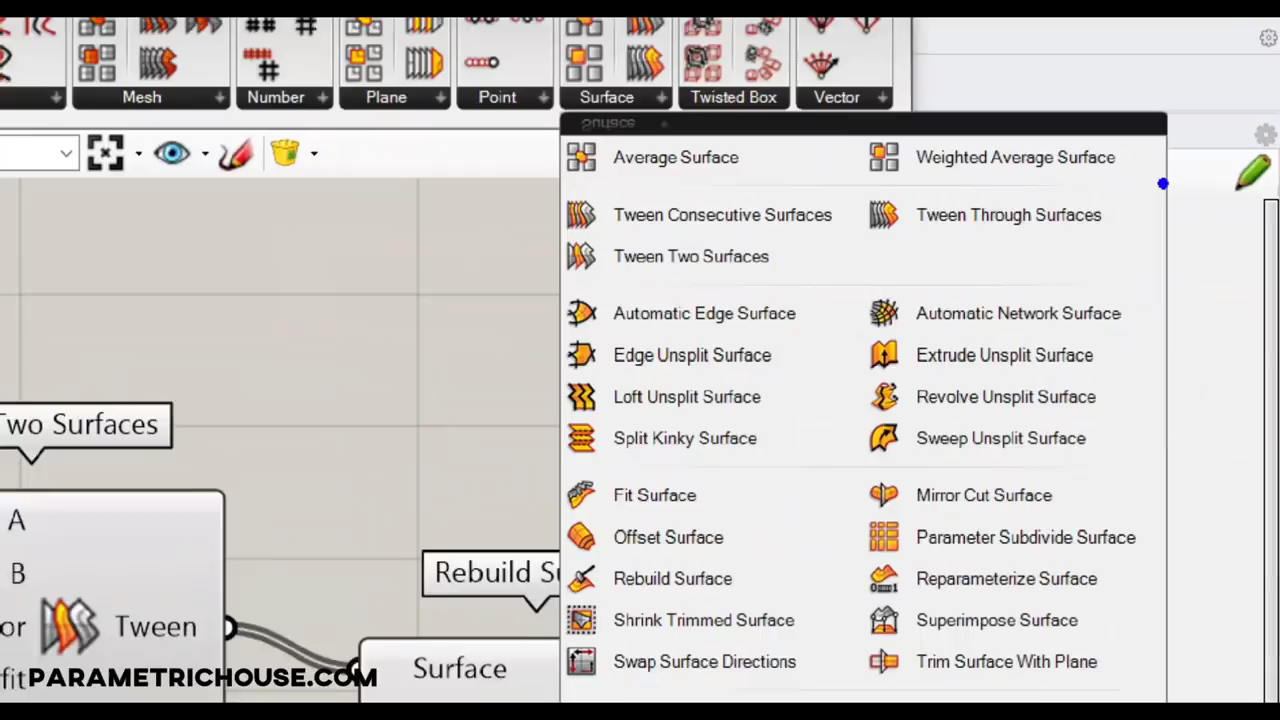 Mesh
Number
Plane
Point
Surface
Twisted Box
Vector
Surface
Average Surface
Weighted Average Surface
Tween Consecutive Surfaces
Tween Through Surfaces
Tween Two Surfaces
Automatic Edge Surface
Automatic Network Surface
Edge Unsplit Surface
Extrude Unsplit Surface
Loft Unsplit Surface
Revolve Unsplit Surface
Split Kinky Surface
Sweep Unsplit Surface
Fit Surface
Mirror Cut Surface
Offset Surface
Parameter Subdivide Surface
Rebuild Surface
Reparameterize Surface
Shrink Trimmed Surface
Superimpose Surface
Swap Surface Directions
Trim Surface With Plane
Two Surfaces
A
B
or
Tween
fit
Rebuild Su
Surface
PARAMETRICHOUSE.COM